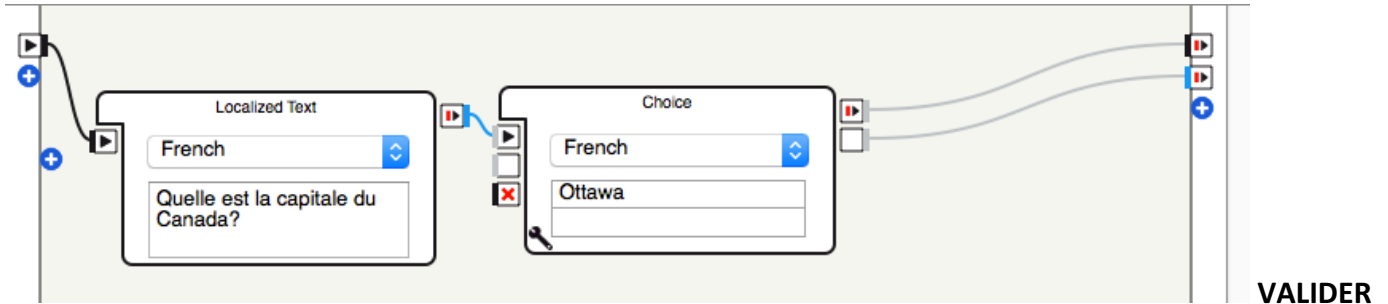 Localized Text
French
Quelle est la capitale du
Canada?
Choice
French
Ottawa
VALIDER